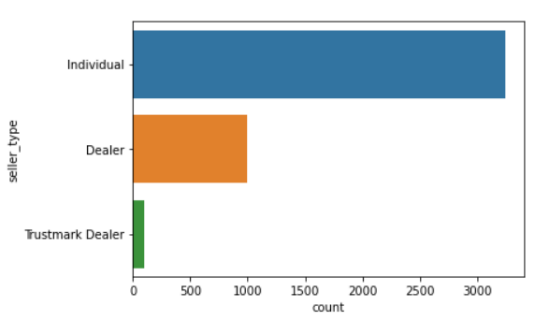 Individual
Dealer
Trustmark Dealer
seller_type
0 500 1000 1500 2000 2500 3000
count